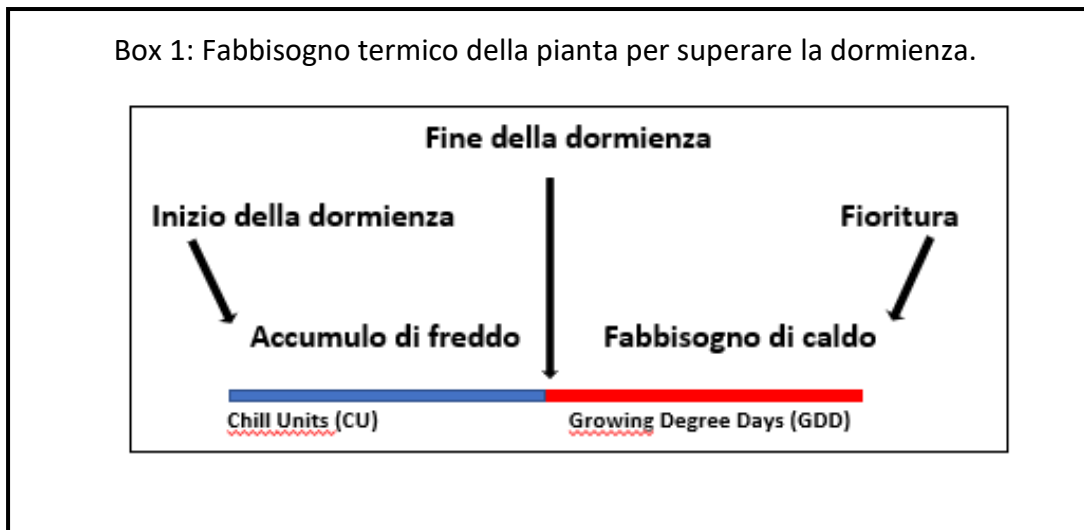 Box 1: Fabbisogno termico della pianta per superare la dormienza.
Fine della dormienza
Inizio della dormienza
Fioritura
Accumulo di freddo
Fabbisogno di caldo
Chill Units (CU)
Growing Degree Days (GDD)